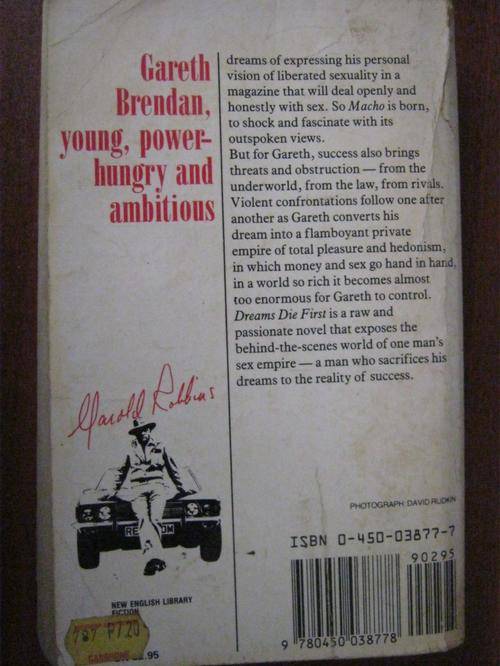 Gareth
Brendan,
young, power-
hungry and
ambitious
dreams of expressing his personal
vision of liberated sexuality in a
magazine that will deal openly and
honestly with sex. So Macho is born,
to shock and fascinate with its
outspoken views.
But for Gareth, success also brings
threats and obstruction — from the
underworld, from the law, from rivals.
Violent confrontations follow one after
another as Gareth converts his
dream into a flamboyant private
empire of total pleasure and hedonism,
in which money and sex go hand in hand,
in a world so rich it becomes almost
too enormous for Gareth to control.
Dreams Die First is a raw and
passionate novel that exposes the
behind-the-scenes world of one man's
sex empire — a man who sacrifices his
dreams to the reality of success.
Harold Robbins
PHOTOGRAPH: DAVID RUDKIN
ISBN 0-450-03877-7
90295
9 780450 038778
NEW ENGLISH LIBRARY
FICTION
787 P7.20
.95